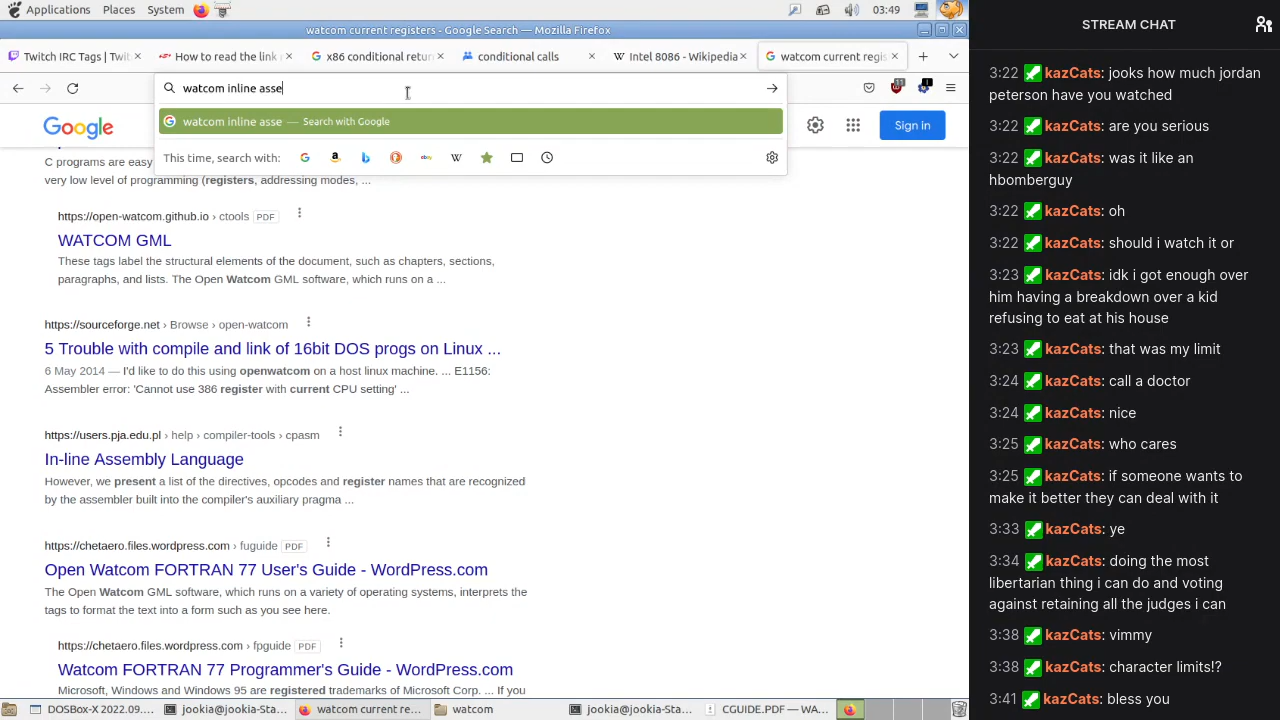 Applications Places System 03:49
watcom current registers - Google Search — Mozilla Firefox
Twitch IRC Tags | Twit How to read the link r x86 conditional retur conditional calls Intel 8086 - Wikipedia watcom current regis
watcom inline asse
watcom inline asse — Search with Google
This time, search with:
Google
Sign in
C programs are easy
very low level of programming (registers, addressing modes, ...
https://open-watcom.github.io › ctools PDF
WATCOM GML
These tags label the structural elements of the document, such as chapters, sections,
paragraphs, and lists. The Open Watcom GML software, which runs on a ...
https://sourceforge.net › Browse › open-watcom
5 Trouble with compile and link of 16bit DOS progs on Linux ...
6 May 2014 — I'd like to do this using openwatcom on a host linux machine. ... E1156:
Assembler error: 'Cannot use 386 register with current CPU setting' ...
https://users.pja.edu.pl › help › compiler-tools › cpasm
In-line Assembly Language
However, we present a list of the directives, opcodes and register names that are recognized
by the assembler built into the compiler's auxiliary pragma ...
https://chetaero.files.wordpress.com › fuguide PDF
Open Watcom FORTRAN 77 User's Guide - WordPress.com
The Open Watcom GML software, which runs on a variety of operating systems, interprets the
tags to format the text into a form such as you see here.
https://chetaero.files.wordpress.com › fpguide PDF
Watcom FORTRAN 77 Programmer's Guide - WordPress.com
Microsoft, Windows and Windows 95 are registered trademarks of Microsoft Corp. ... If you
DOSBox-X 2022.09.... jookia@jookia-Sta... watcom current re... watcom jookia@jookia-Sta... CGUIDE.PDF — WA...
STREAM CHAT
3:22 kazCats: jooks how much jordan
peterson have you watched
3:22 kazCats: are you serious
3:22 kazCats: was it like an
hbomberguy
3:22 kazCats: oh
3:22 kazCats: should i watch it or
3:23 kazCats: idk i got enough over
him having a breakdown over a kid
refusing to eat at his house
3:23 kazCats: that was my limit
3:24 kazCats: call a doctor
3:24 kazCats: nice
3:25 kazCats: who cares
3:25 kazCats: if someone wants to
make it better they can deal with it
3:33 kazCats: ye
3:34 kazCats: doing the most
libertarian thing i can do and voting
against retaining all the judges i can
3:38 kazCats: vimmy
3:38 kazCats: character limits!?
3:41 kazCats: bless you